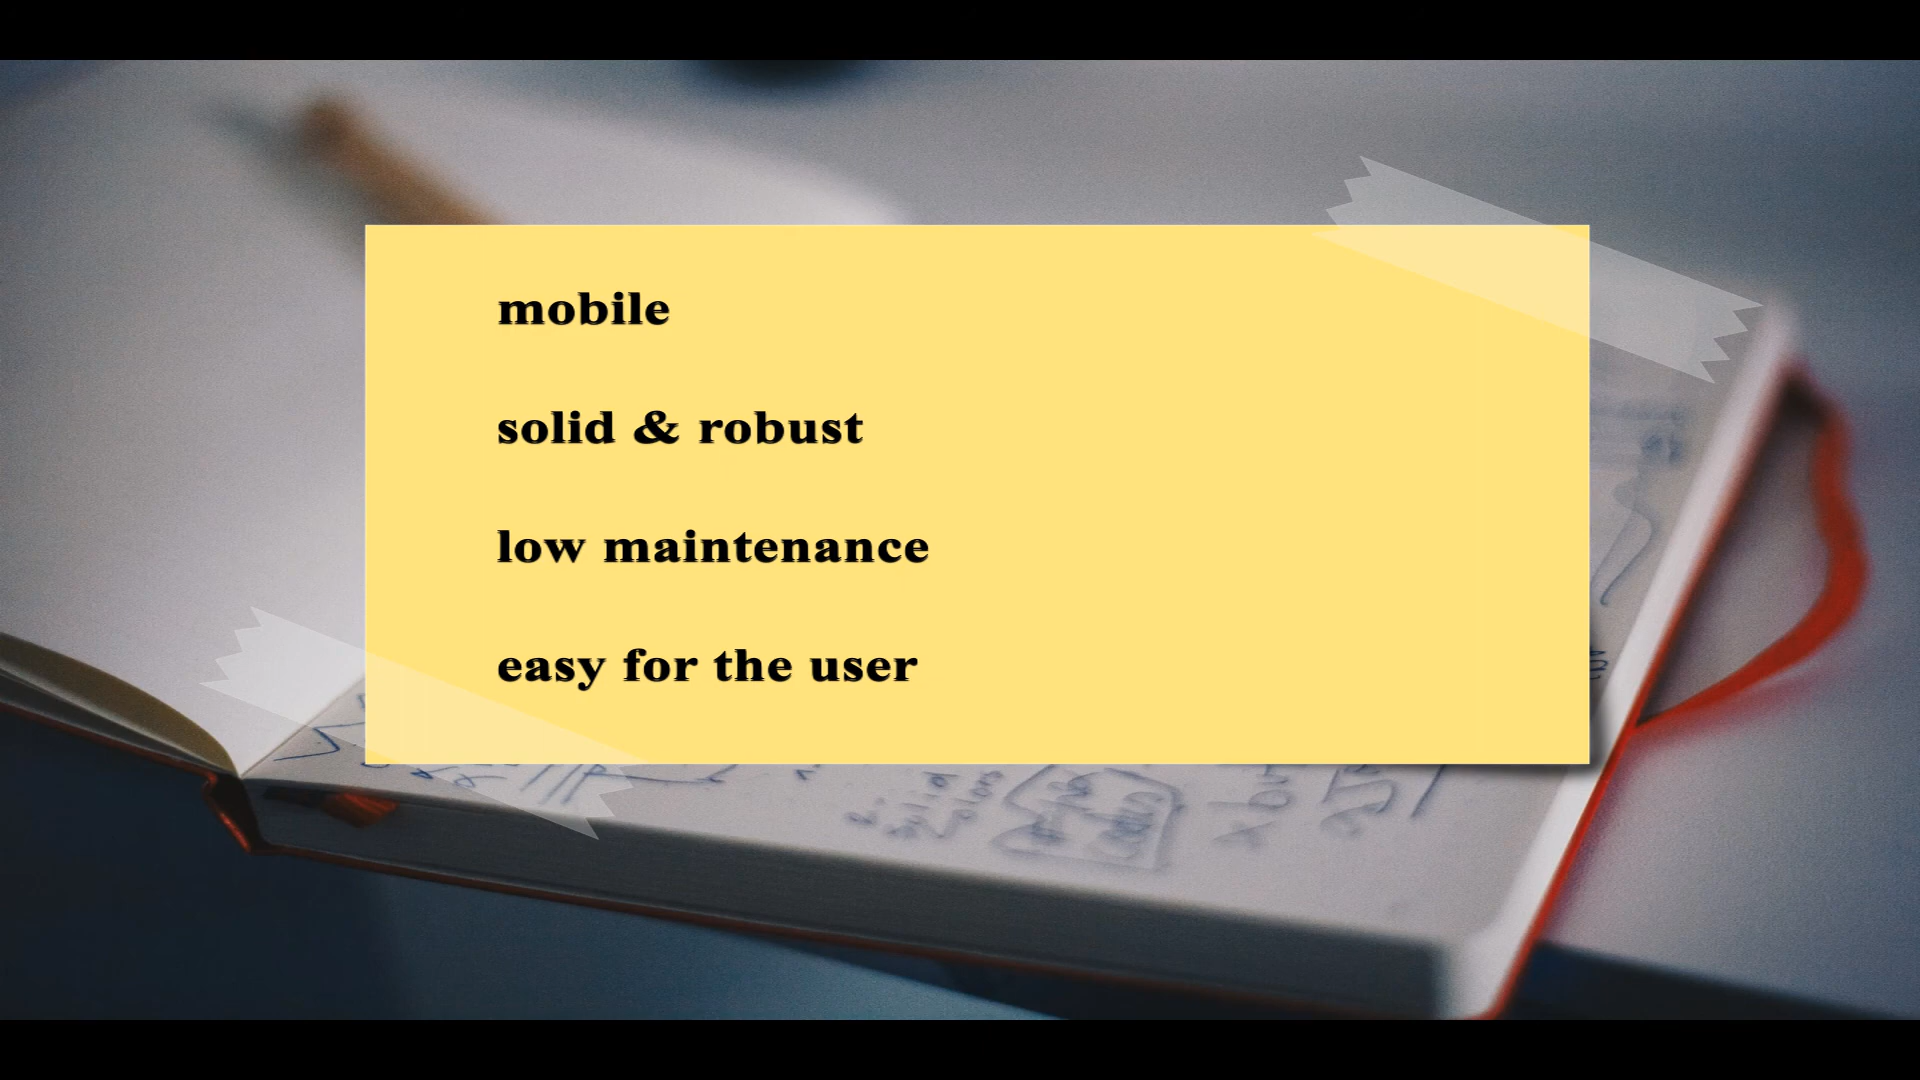 mobile
solid & robust
low maintenance
easy for the user